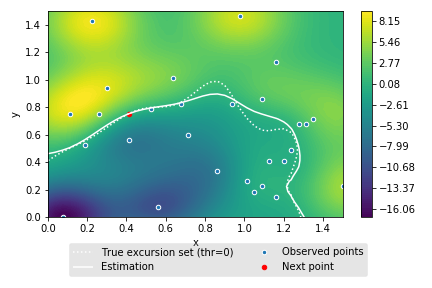 1.4
1.2
1.0
0.8
0.6
0.4
0.2
0.0
y
0.0 0.2 0.4 0.6 0.8 1.0 1.2 1.4
x
8.15
5.46
2.77
0.08
−2.61
−5.30
−7.99
−10.68
−13.37
−16.06
True excursion set (thr=0)
Estimation
Observed points
Next point